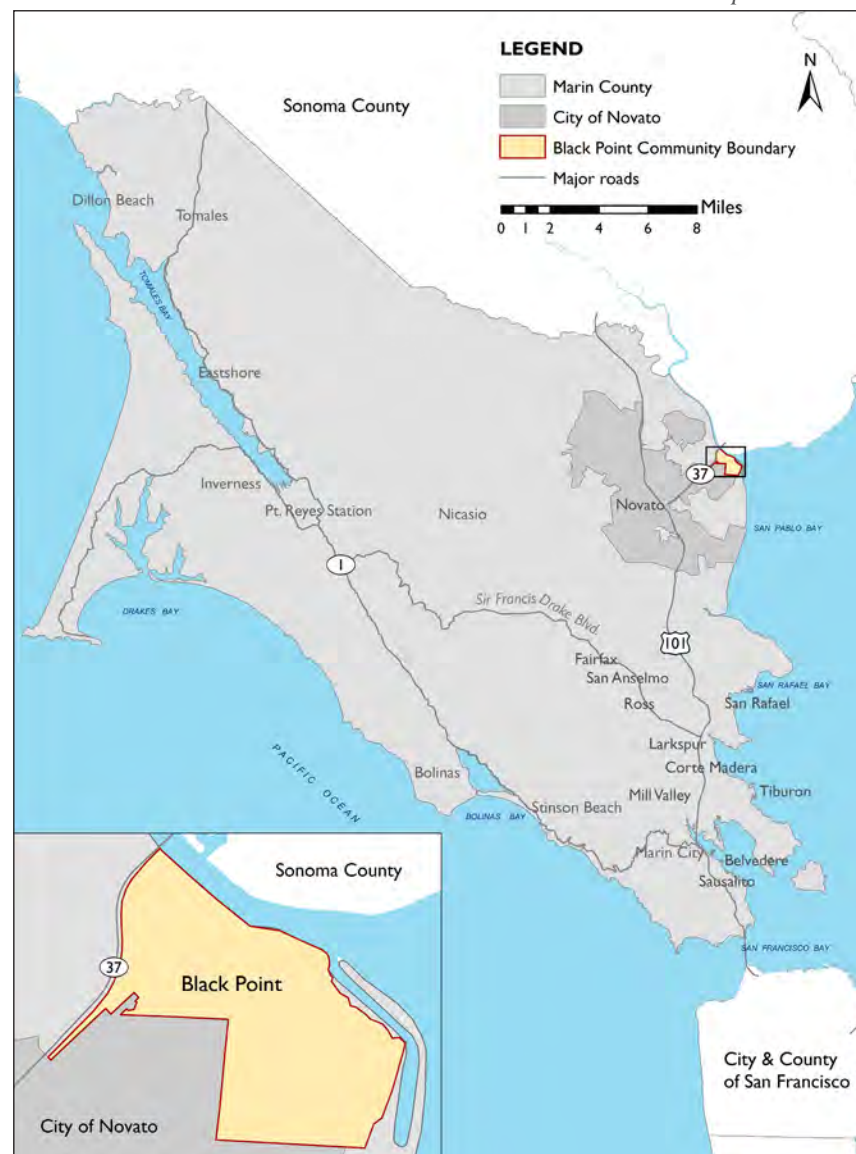 LEGEND
Marin County
City of Novato
Black Point Community Boundary
Major roads
Miles
0 1 2 4 6 8
N
Sonoma County
Dillon Beach
Tomales
TOMALES BAY
Eastshore
Inverness
Pt. Reyes Station
Nicasio
37
Novato
SAN PABLO BAY
1
DRAKES BAY
Sir Francis Drake Blvd.
101
Fairfax
San Anselmo
SAN RAFAEL BAY
Ross
San Rafael
Larkspur
Corte Madera
Bolinas
Mill Valley
Tiburon
PACIFIC OCEAN
BOLINAS BAY
Stinson Beach
Marin City
Belvedere
Sausalito
SAN FRANCISCO BAY
City & County
of San Francisco
Sonoma County
37
Black Point
City of Novato